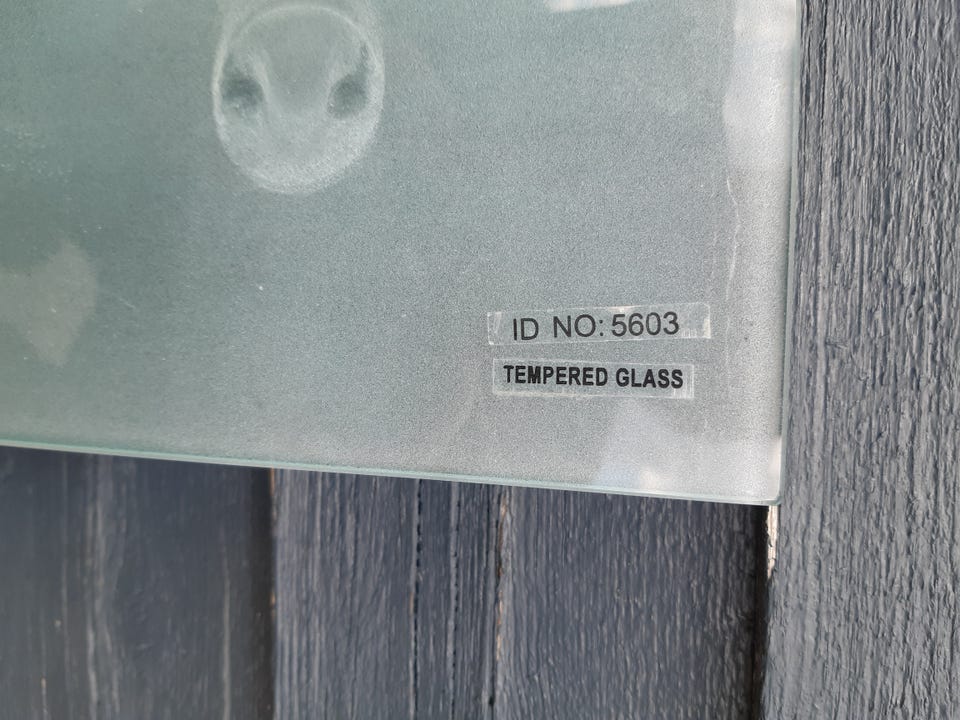 ID NO: 5603
TEMPERED GLASS